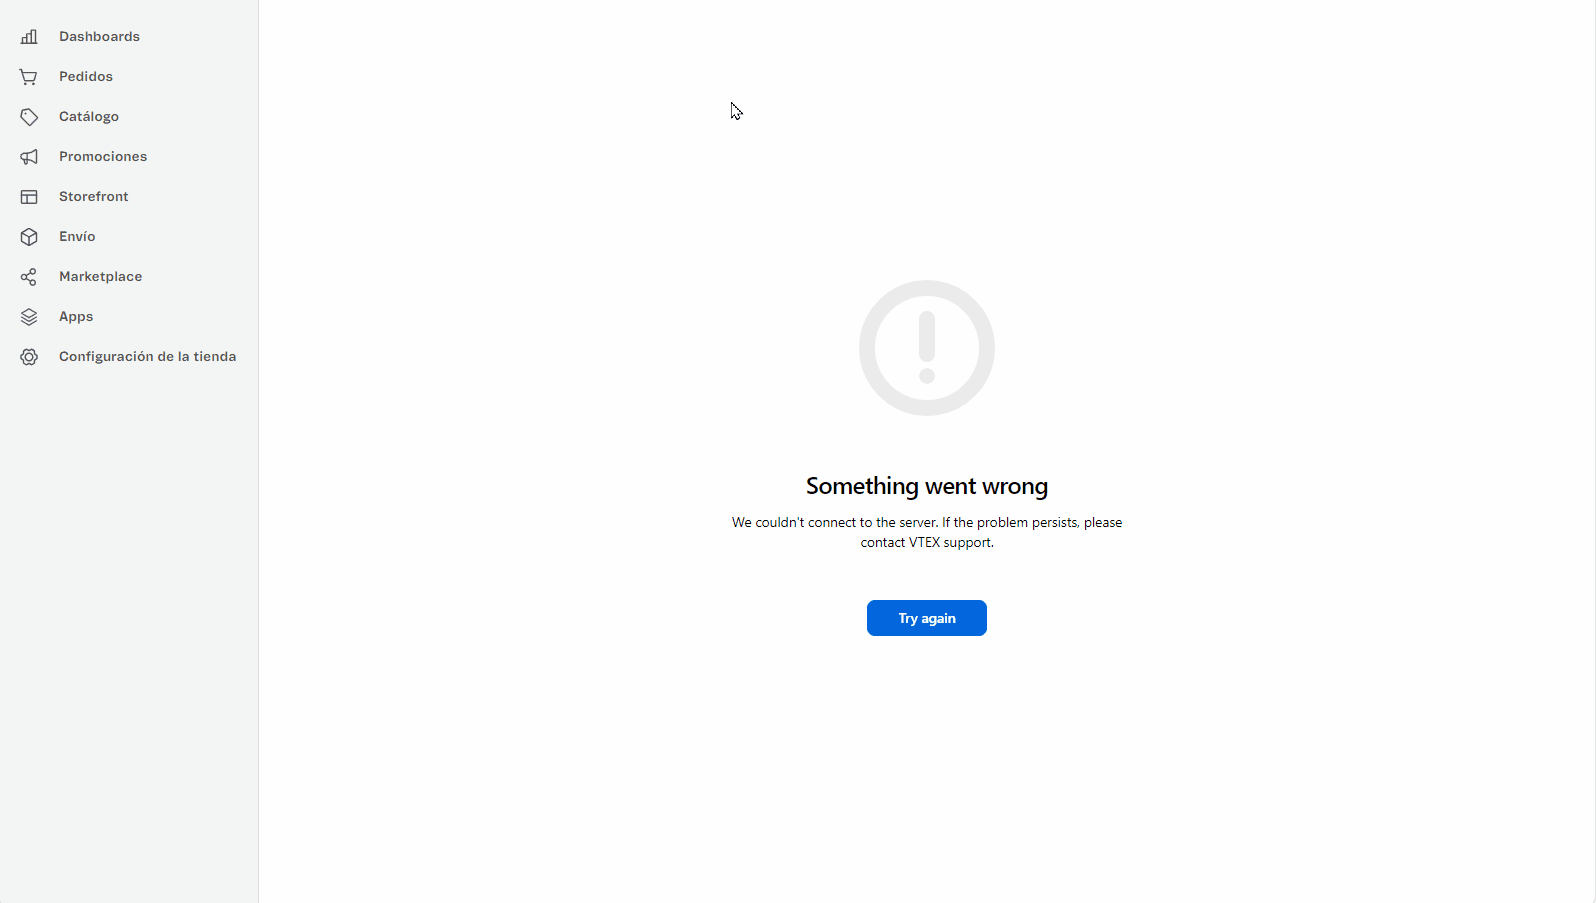 Dashboards
Pedidos
Catálogo
Promociones
Storefront
Envío
Marketplace
Apps
Configuración de la tienda
Something went wrong
We couldn't connect to the server. If the problem persists, please
contact VTEX support.
Try again